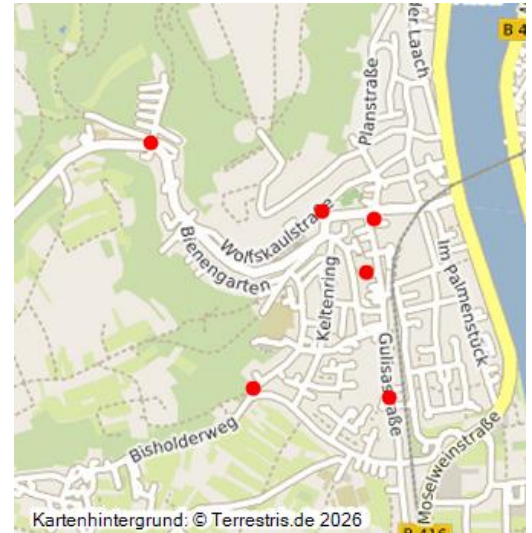 der Laach
B 4
Planstraße
Wolfskaulstraße
Bienengarten
Keltenring
Im Palmenstück
Gulisastraße
Bisholderweg
Moselweinstraße
Kartenhintergrund: © Terrestris.de 2026
B 416